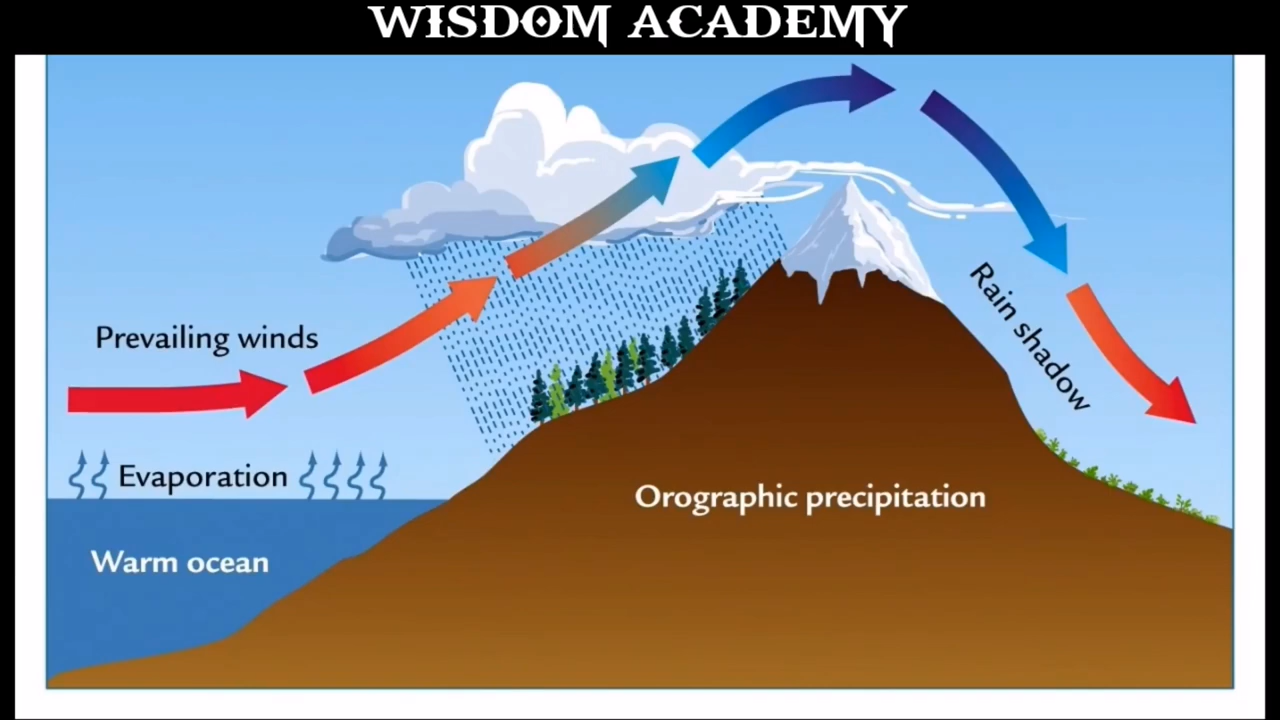 WISDOM ACADEMY
Prevailing winds
Rain shadow
Evaporation
Orographic precipitation
Warm ocean